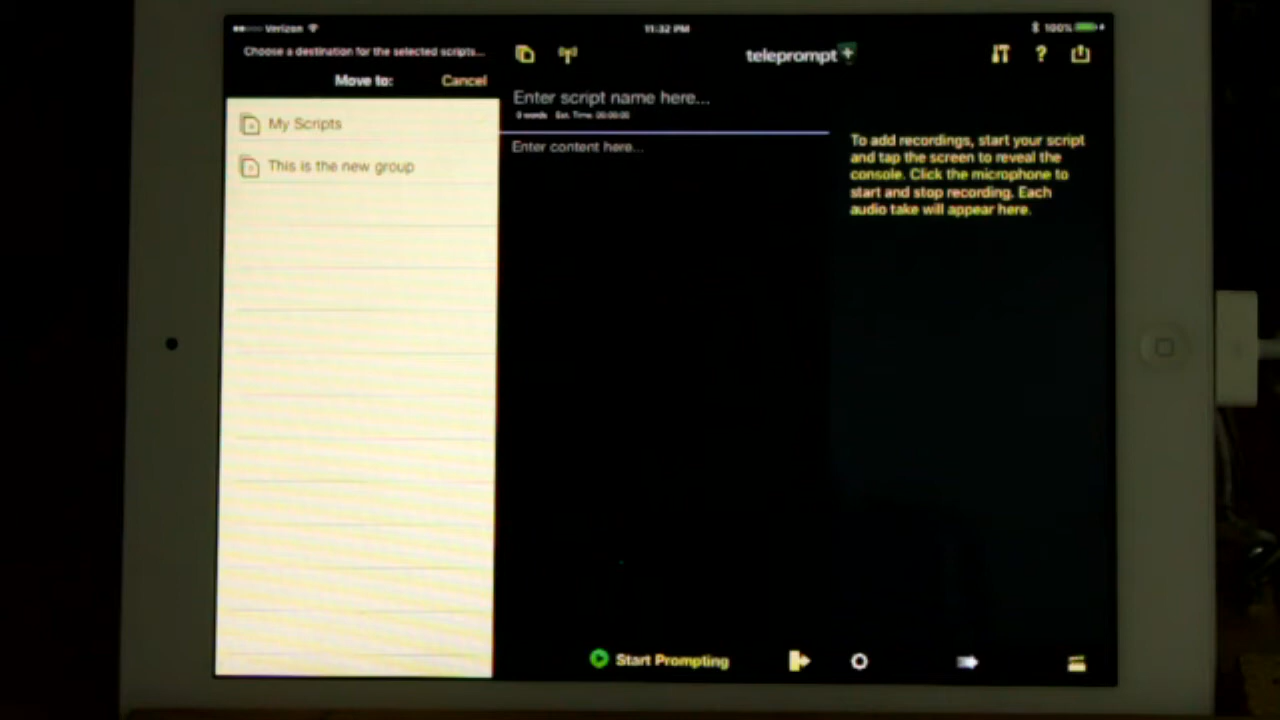 Verizon
11:32 PM
100%
Choose a destination for the selected scripts...
Move to:
Cancel
My Scripts
This is the new group
teleprompt+
?
Enter script name here...
0 words Est. Time: 00:00:00
Enter content here...
To add recordings, start your script
and tap the screen to reveal the
console. Click the microphone to
start and stop recording. Each
audio take will appear here.
Start Prompting